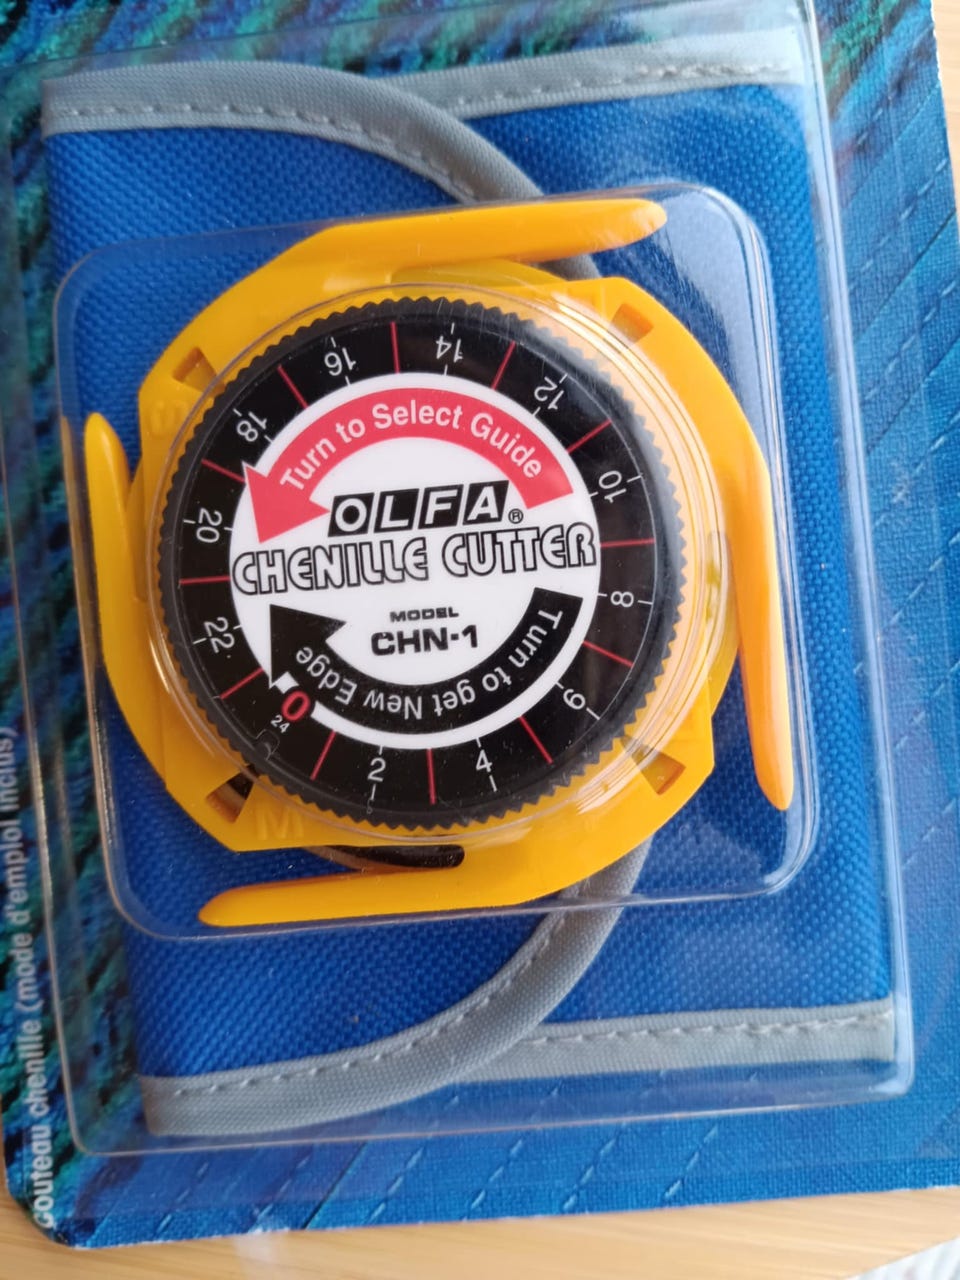 Turn to Select Guide
OLFA®
CHENILLE CUTTER
MODEL
CHN-1
Turn to get New Edge
0
24
2
4
6
8
10
12
14
16
18
20
22
M
couteau chenille (mode d'emploi inclus)